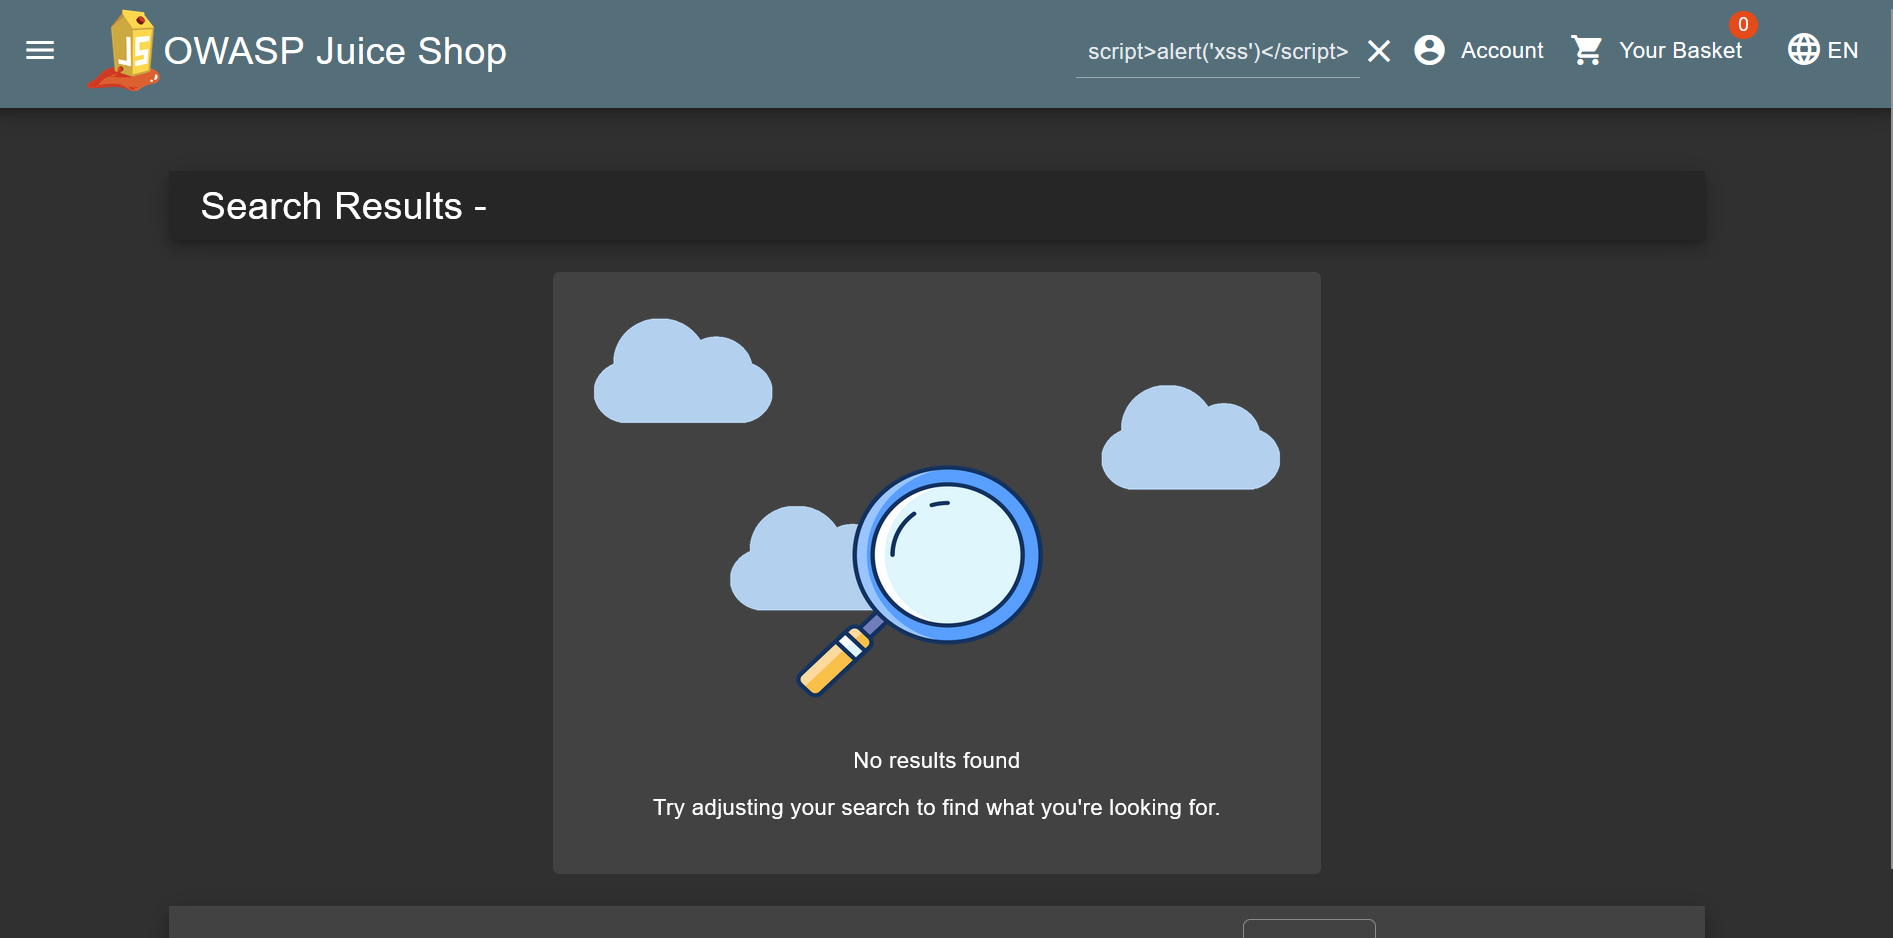 JS OWASP Juice Shop
script>alert('xss')</script>
Account
Your Basket
0
EN
Search Results -
No results found
Try adjusting your search to find what you're looking for.